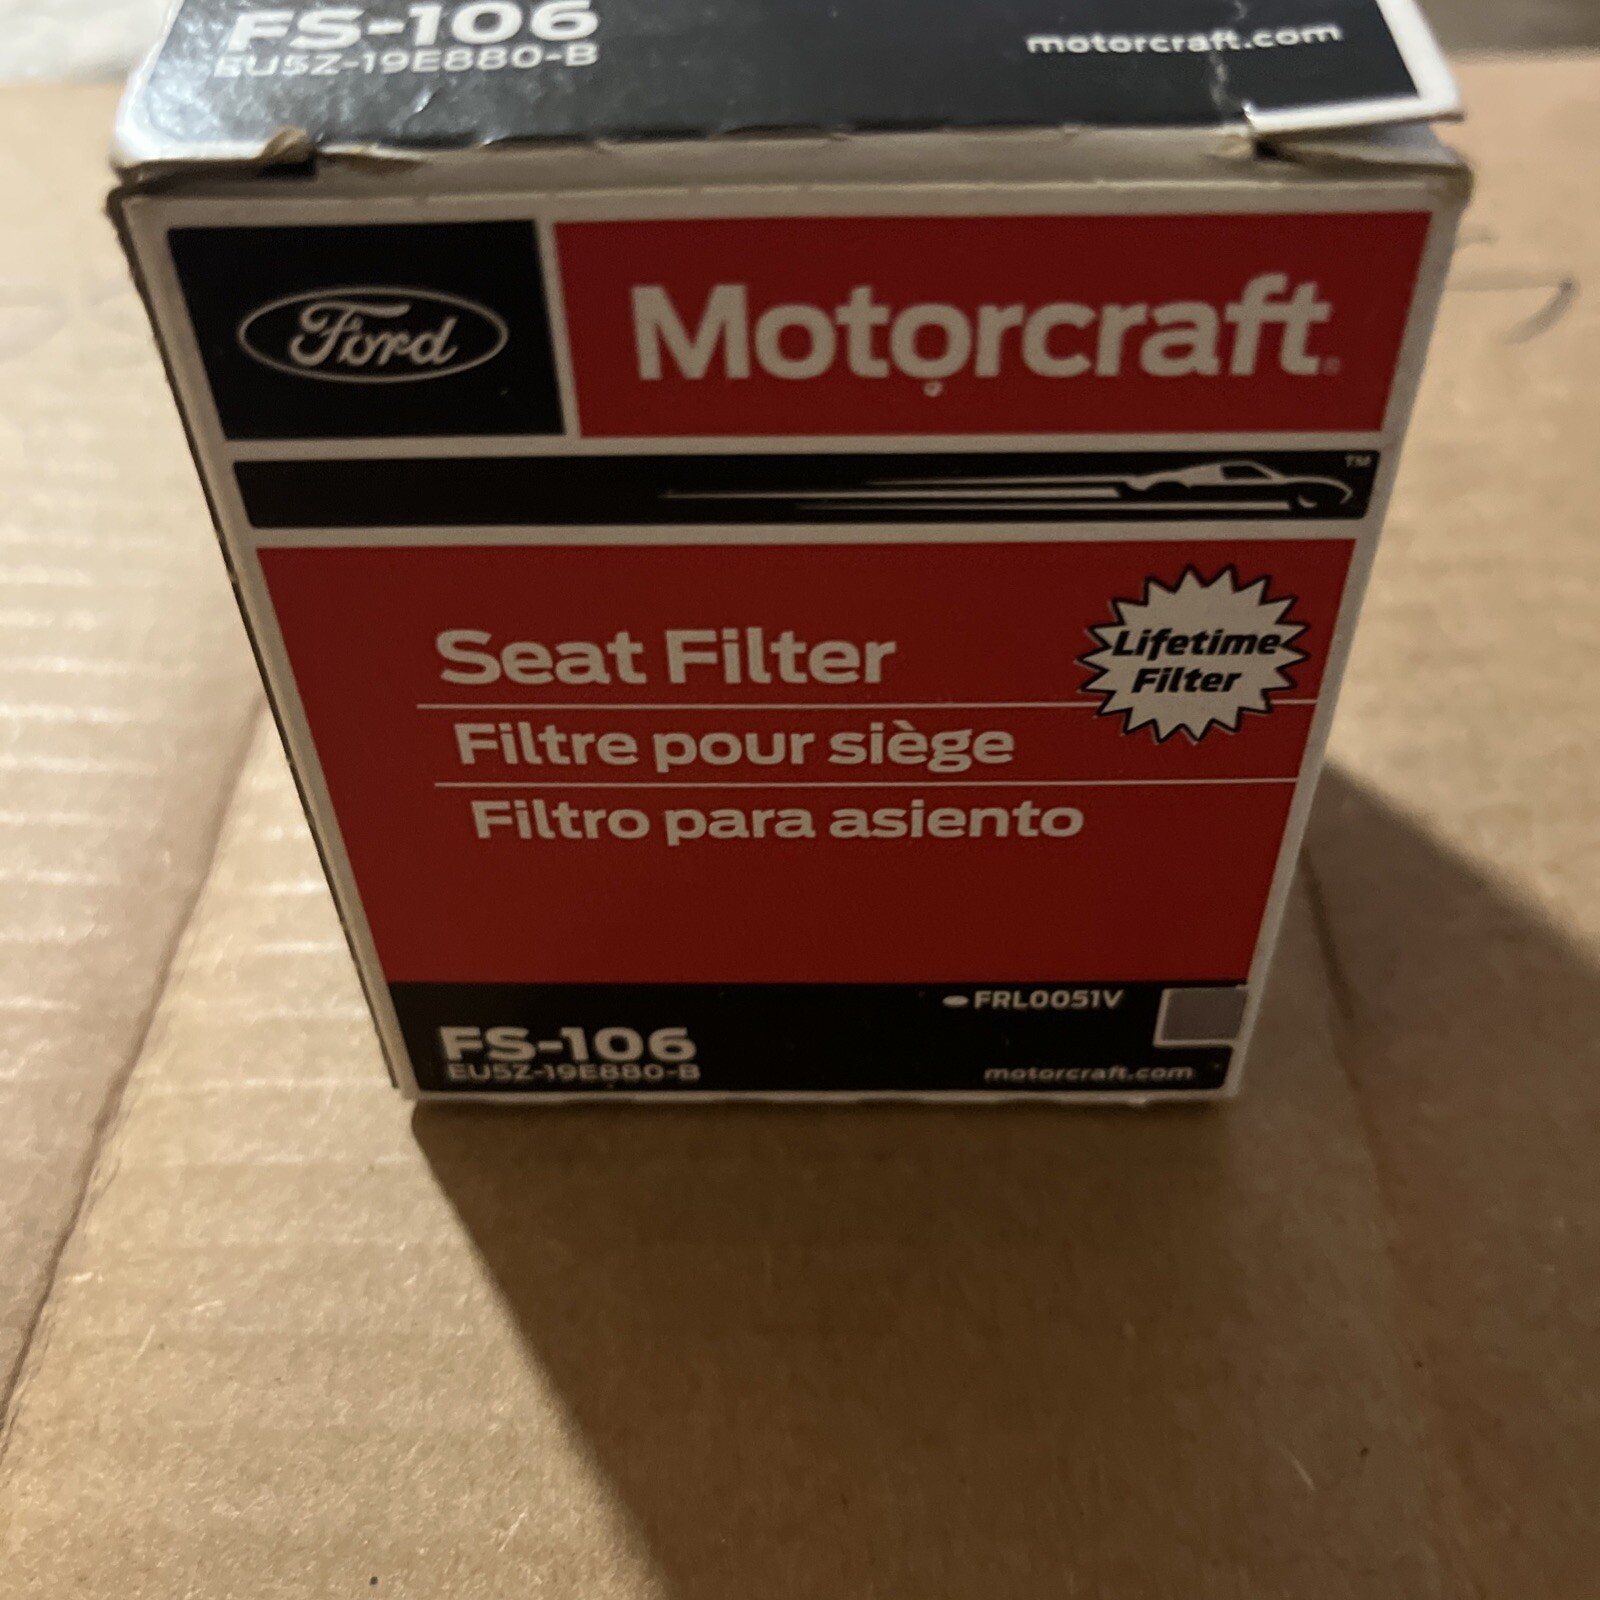 FS-106
EU5Z-19E880-B
motorcraft.com
Ford
Motorcraft®
TM
Seat Filter
Lifetime
Filter
Filtre pour siège
Filtro para asiento
FRL0051V
FS-106
EU5Z-19E880-B
motorcraft.com